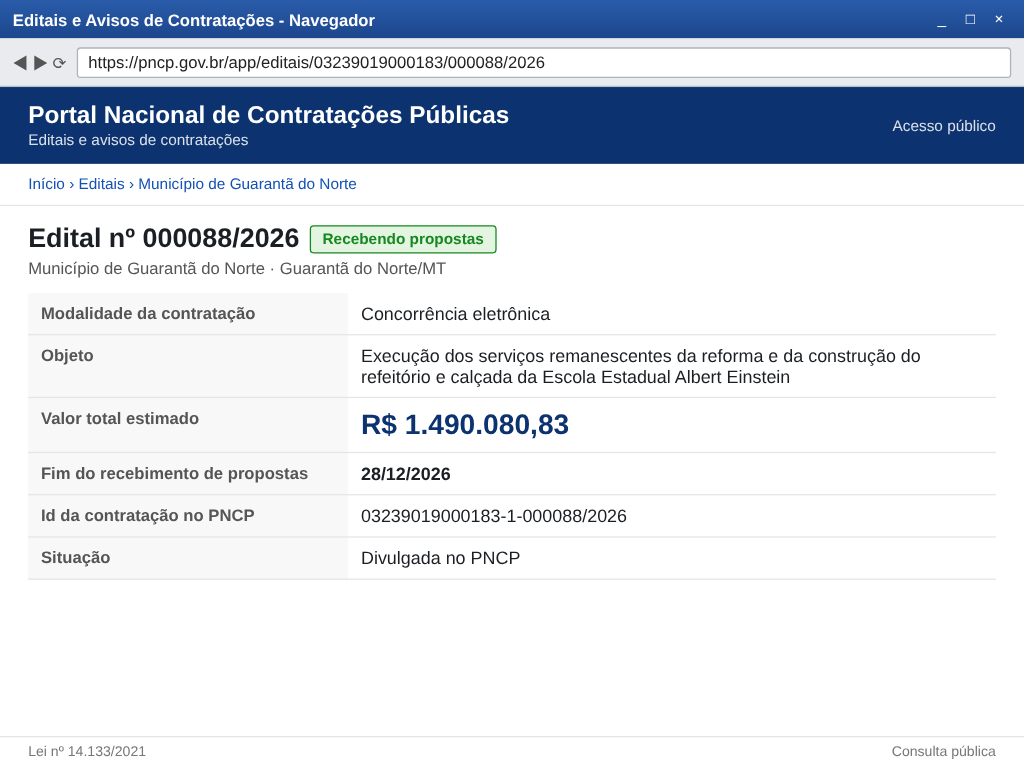 Editais e Avisos de Contratações - Navegador
https://pncp.gov.br/app/editais/03239019000183/000088/2026
Portal Nacional de Contratações Públicas
Editais e avisos de contratações
Acesso público
Início › Editais › Município de Guarantã do Norte
Edital nº 000088/2026 Recebendo propostas
Município de Guarantã do Norte · Guarantã do Norte/MT
Modalidade da contratação Concorrência eletrônica
Objeto Execução dos serviços remanescentes da reforma e da construção do
refeitório e calçada da Escola Estadual Albert Einstein
Valor total estimado R$ 1.490.080,83
Fim do recebimento de propostas 28/12/2026
Id da contratação no PNCP 03239019000183-1-000088/2026
Situação Divulgada no PNCP
Lei nº 14.133/2021 Consulta pública